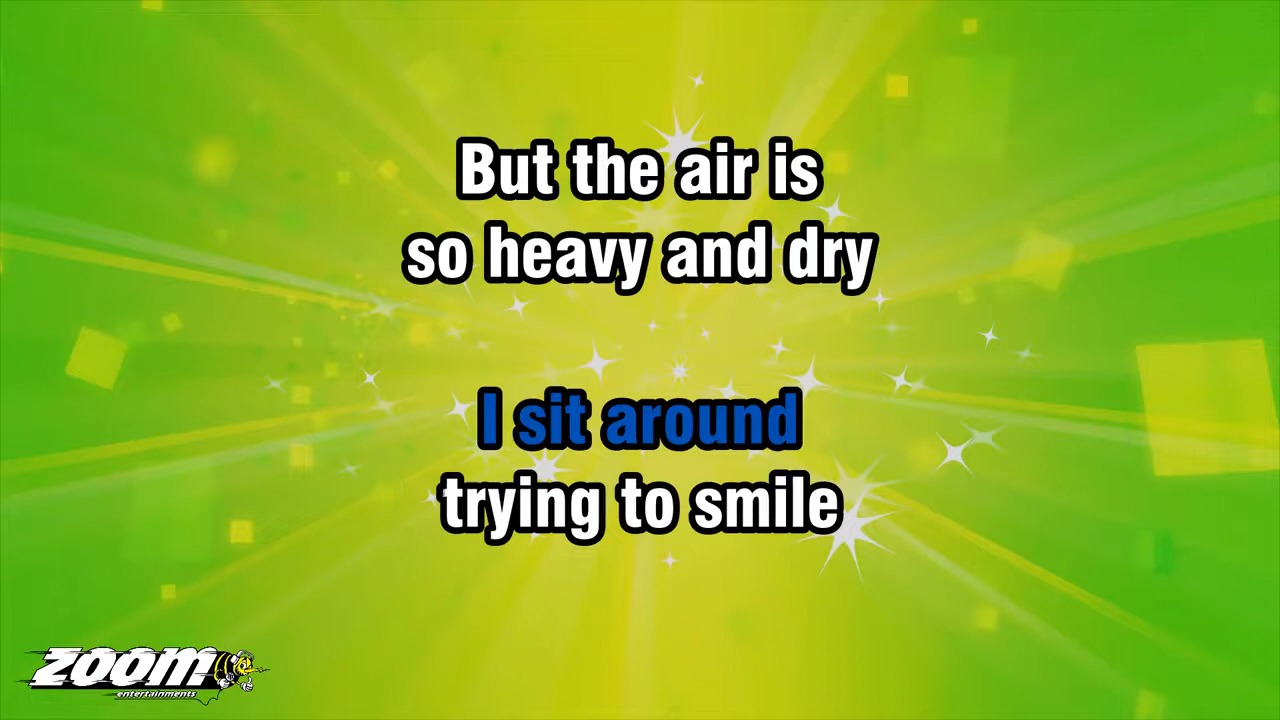 But the air is
so heavy and dry
I sit around
trying to smile
ZOOM
entertainments